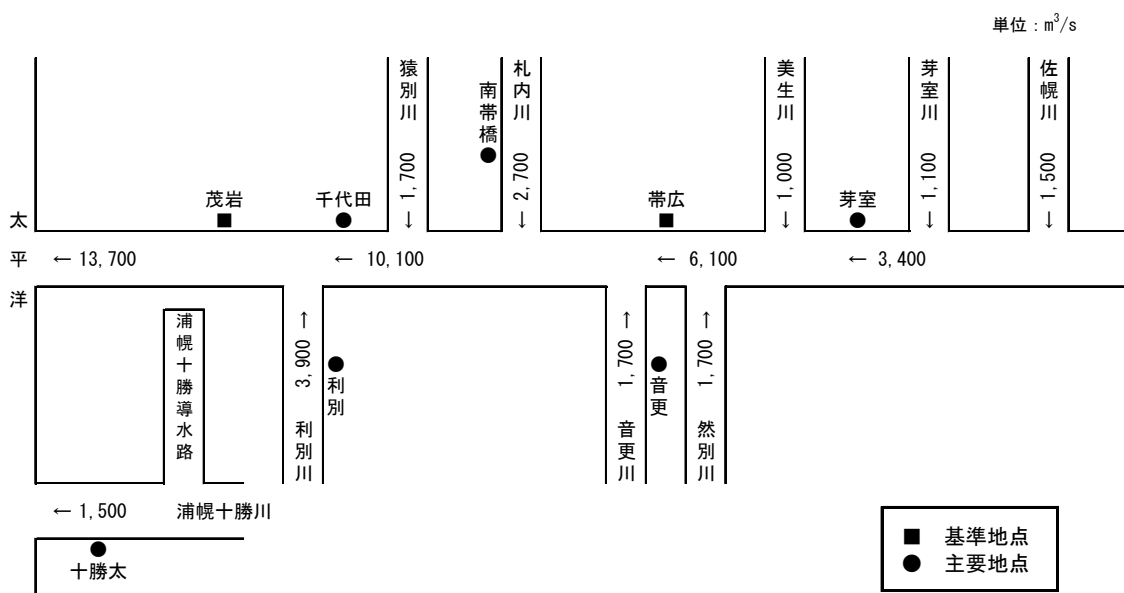 単位：m³/s
猿別川 1,700 →
南帯橋
札内川 2,700 →
美生川 1,000 →
芽室川 1,100 →
佐幌川 1,500 →
茂岩
千代田
帯広
芽室
太平洋
← 13,700
← 10,100
← 6,100
← 3,400
浦幌十勝導水路
利別川 3,900 →
利別
音更川 1,700 →
音更
然別川 1,700 →
← 1,500 浦幌十勝川
十勝太
■ 基準地点
● 主要地点